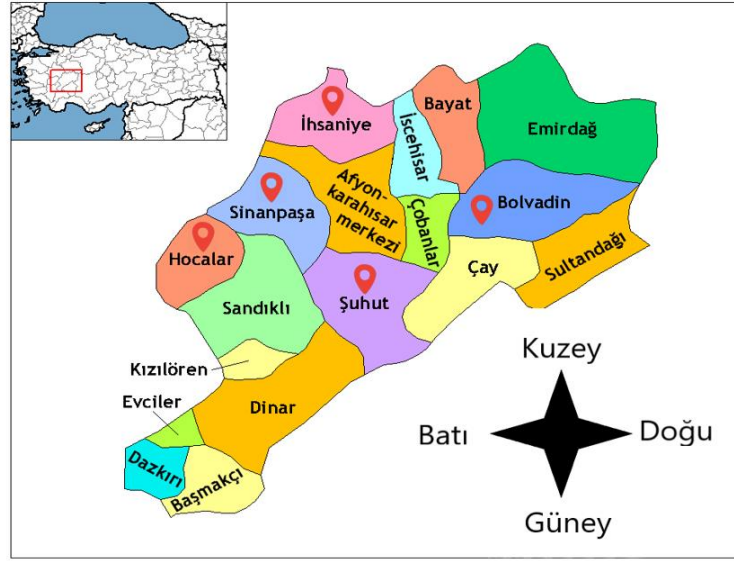 İhsaniye
İscehisar
Bayat
Emirdağ
Afyon-
karahisar
merkezi
Sinanpaşa
Çobanlar
Bolvadin
Hocalar
Şuhut
Çay
Sultandağı
Sandıklı
Kızılören
Evciler
Dinar
Dazkırı
Başmakçı
Kuzey
Batı
Doğu
Güney